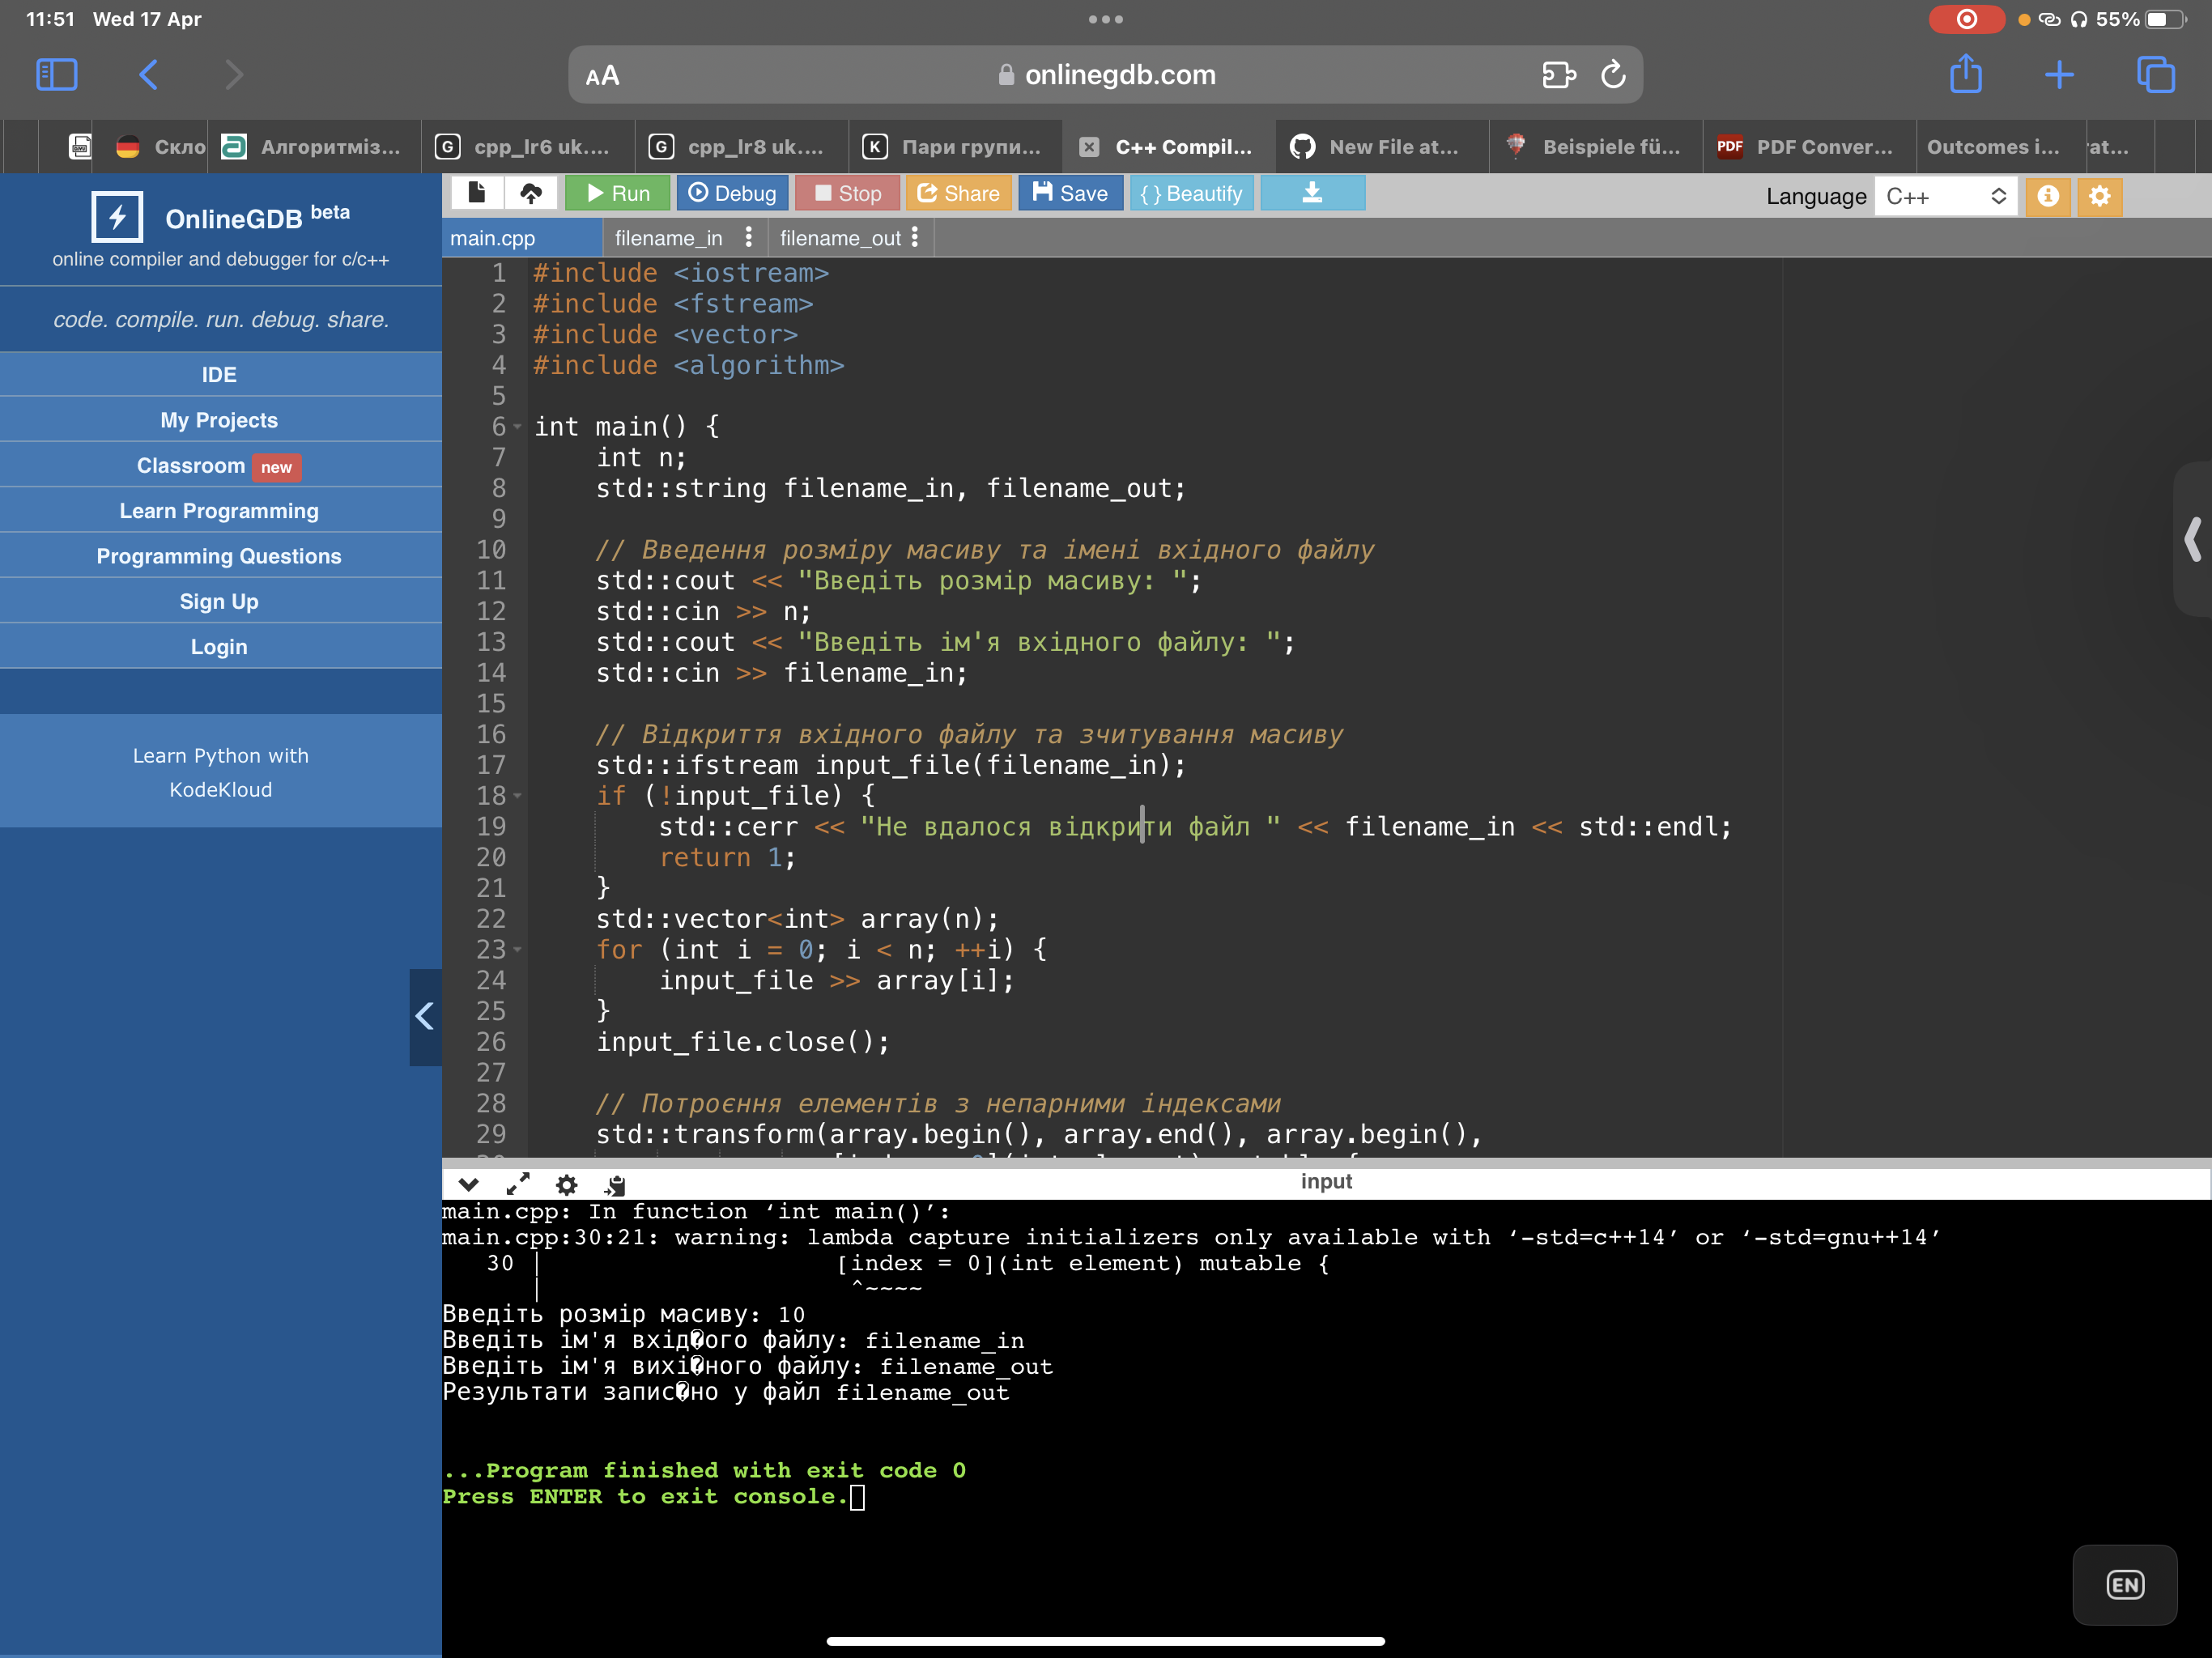 11:51 Wed 17 Apr
55%
AA
onlinegdb.com
Скло
Алгоритміз...
cpp_lr6 uk....
cpp_lr8 uk....
Пари групи...
C++ Compil...
New File at...
Beispiele fü...
PDF Conver...
Outcomes i...
OnlineGDB beta
online compiler and debugger for c/c++
code. compile. run. debug. share.
IDE
My Projects
Classroom new
Learn Programming
Programming Questions
Sign Up
Login
Learn Python with
KodeKloud
Run Debug Stop Share Save { } Beautify
Language C++
main.cpp filename_in filename_out
1 #include <iostream>
2 #include <fstream>
3 #include <vector>
4 #include <algorithm>
5
6 int main() {
7 int n;
8 std::string filename_in, filename_out;
9
10 // Введення розміру масиву та імені вхідного файлу
11 std::cout << "Введіть розмір масиву: ";
12 std::cin >> n;
13 std::cout << "Введіть ім'я вхідного файлу: ";
14 std::cin >> filename_in;
15
16 // Відкриття вхідного файлу та зчитування масиву
17 std::ifstream input_file(filename_in);
18 if (!input_file) {
19 std::cerr << "Не вдалося відкрити файл " << filename_in << std::endl;
20 return 1;
21 }
22 std::vector<int> array(n);
23 for (int i = 0; i < n; ++i) {
24 input_file >> array[i];
25 }
26 input_file.close();
27
28 // Потроєння елементів з непарними індексами
29 std::transform(array.begin(), array.end(), array.begin(),
input
main.cpp: In function ‘int main()’:
main.cpp:30:21: warning: lambda capture initializers only available with ‘-std=c++14’ or ‘-std=gnu++14’
30 | [index = 0](int element) mutable {
| ^~~~~
Введіть розмір масиву: 10
Введіть ім'я вхід�ого файлу: filename_in
Введіть ім'я вихі�ного файлу: filename_out
Результати запис�но у файл filename_out
...Program finished with exit code 0
Press ENTER to exit console.
EN